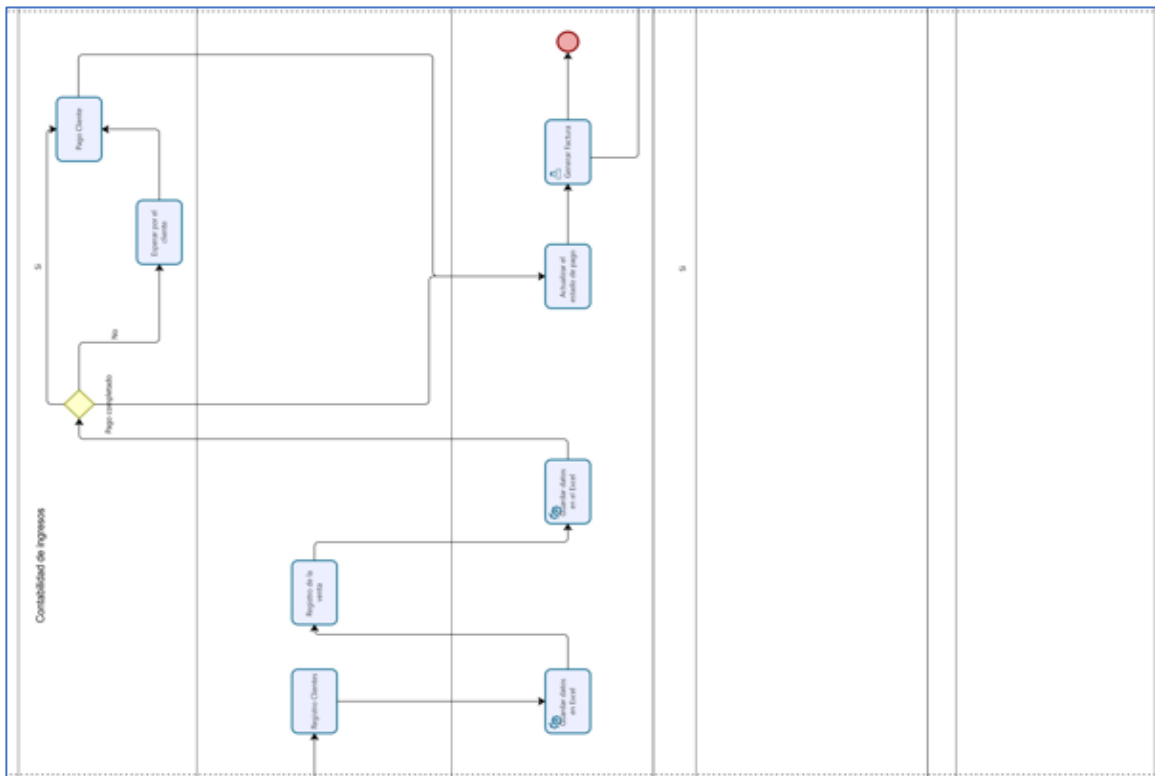 Contabilidad de ingresos
Registro Clientes
Guardar datos
en Excel
Registro de la
venta
Guardar datos
en el Excel
Pago completado
Si
No
Esperar por el
cliente
Pago Cliente
Actualizar el
estado de pago
Generar Factura
Si